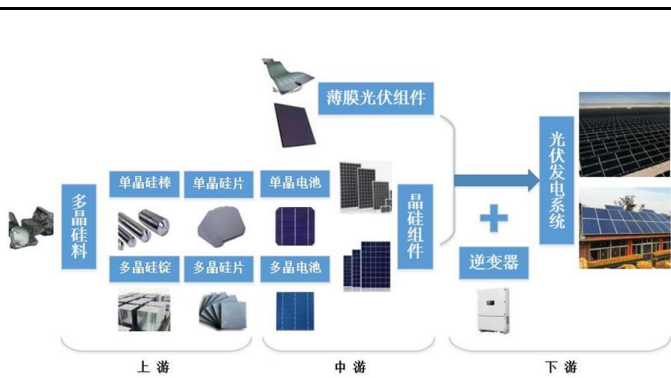 薄膜光伏组件
多晶硅料
单晶硅棒
单晶硅片
单晶电池
晶硅组件
光伏发电系统
多晶硅锭
多晶硅片
多晶电池
逆变器
上游
中游
下游